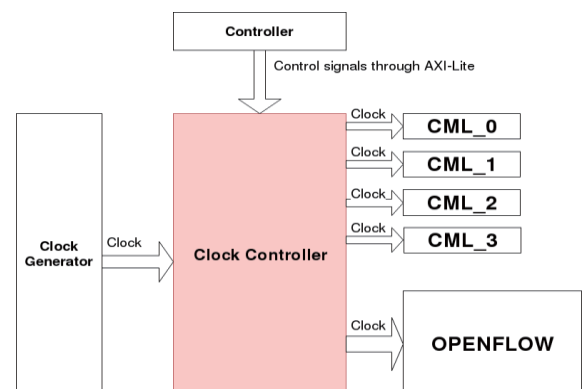 Controller
Control signals through AXI-Lite
Clock
CML_0
Clock
CML_1
Clock
CML_2
Clock
CML_3
Clock
Generator
Clock
Clock Controller
Clock
OPENFLOW